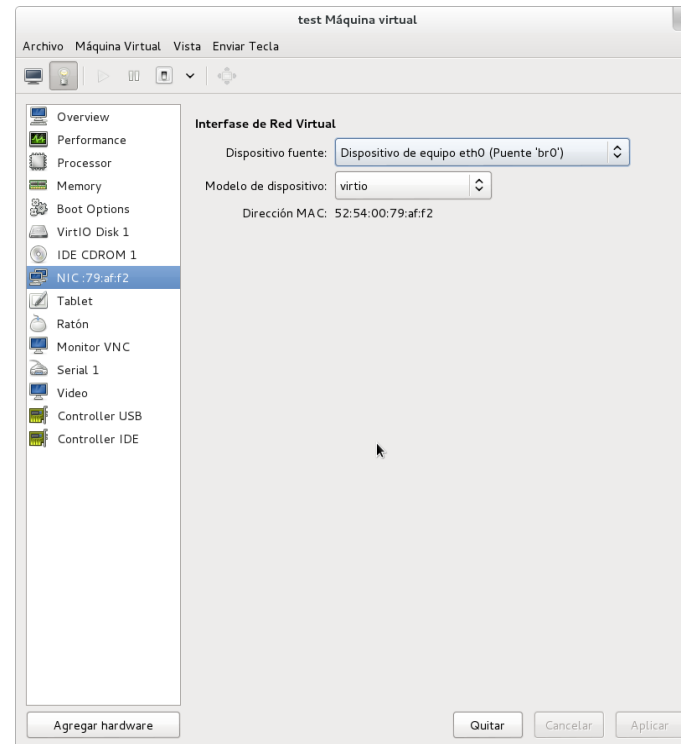 test Máquina virtual
Archivo Máquina Virtual Vista Enviar Tecla
Overview
Performance
Processor
Memory
Boot Options
VirtIO Disk 1
IDE CDROM 1
NIC :79:af:f2
Tablet
Ratón
Monitor VNC
Serial 1
Video
Controller USB
Controller IDE
Agregar hardware
Interfase de Red Virtual
Dispositivo fuente: Dispositivo de equipo eth0 (Puente 'br0')
Modelo de dispositivo: virtio
Dirección MAC: 52:54:00:79:af:f2
Quitar Cancelar Aplicar